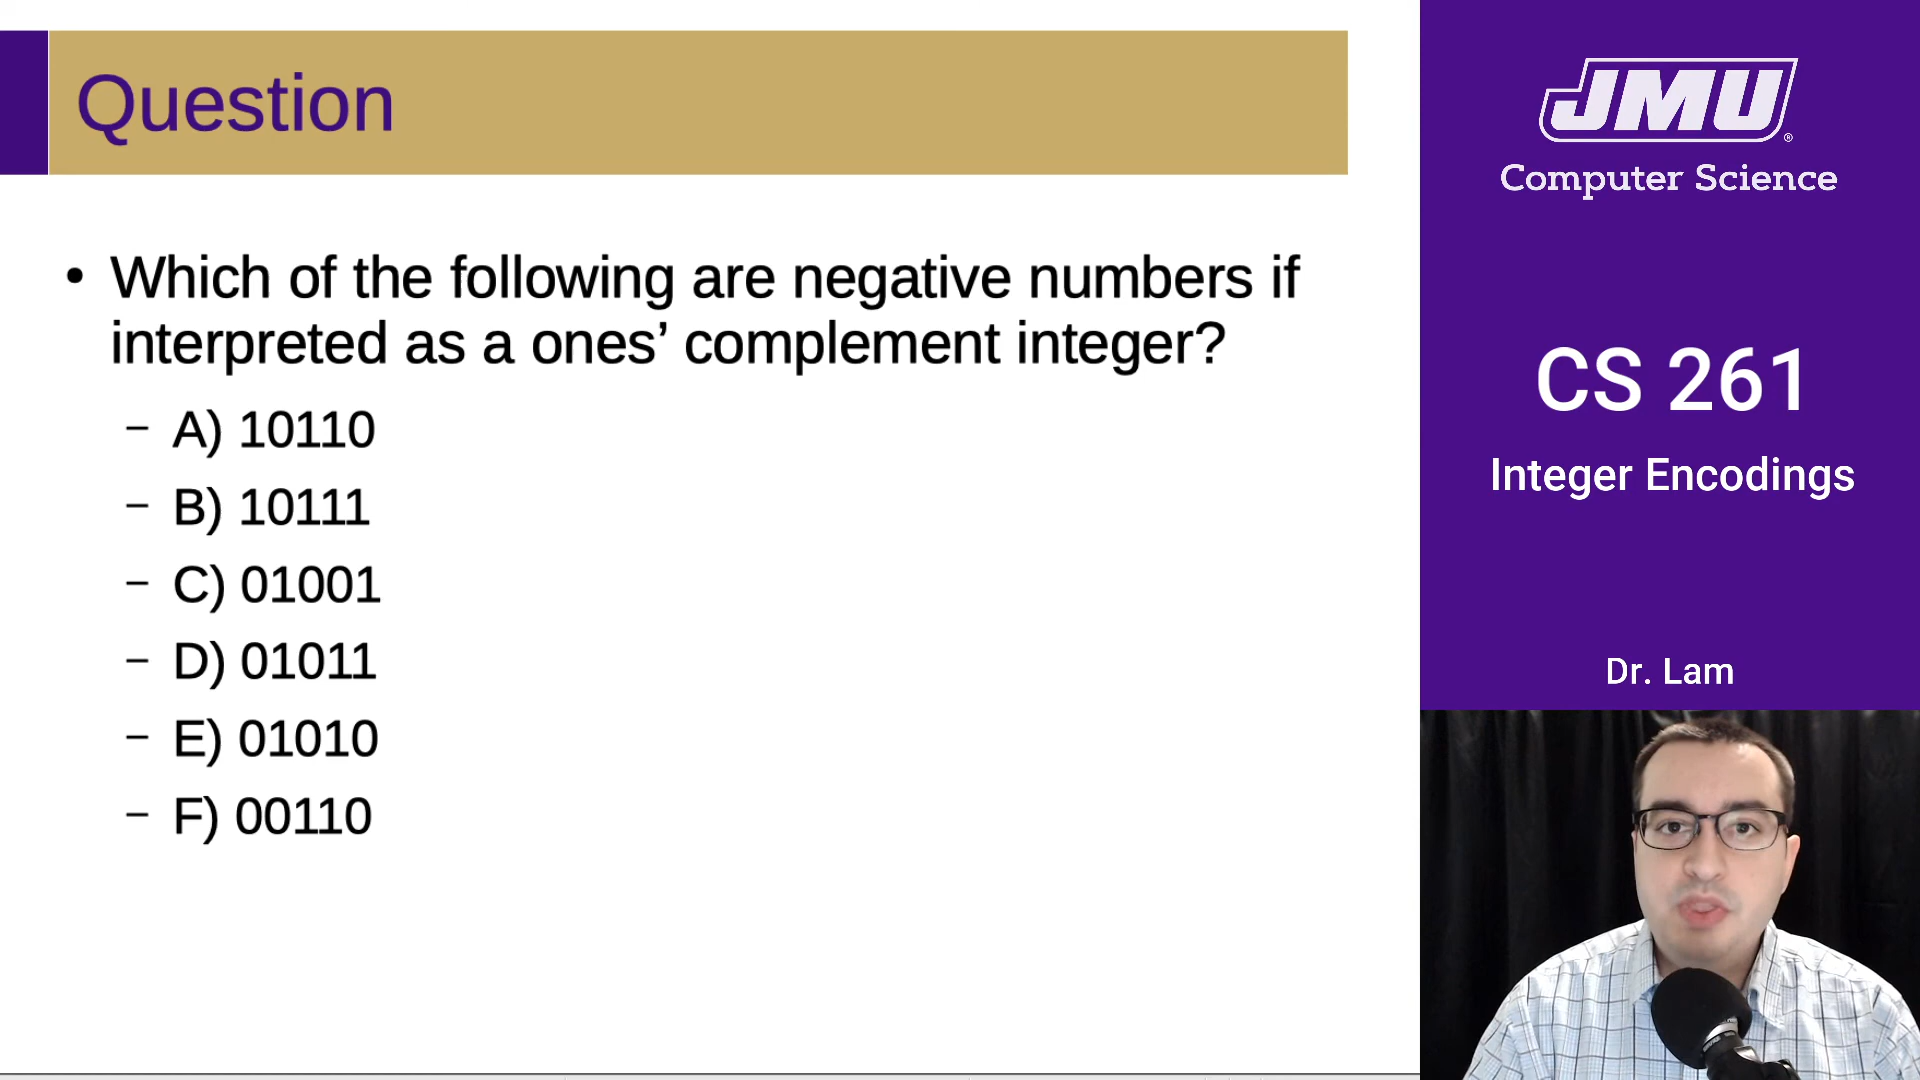 Question
• Which of the following are negative numbers if
interpreted as a ones’ complement integer?
– A) 10110
– B) 10111
– C) 01001
– D) 01011
– E) 01010
– F) 00110
JMU®
Computer Science
CS 261
Integer Encodings
Dr. Lam